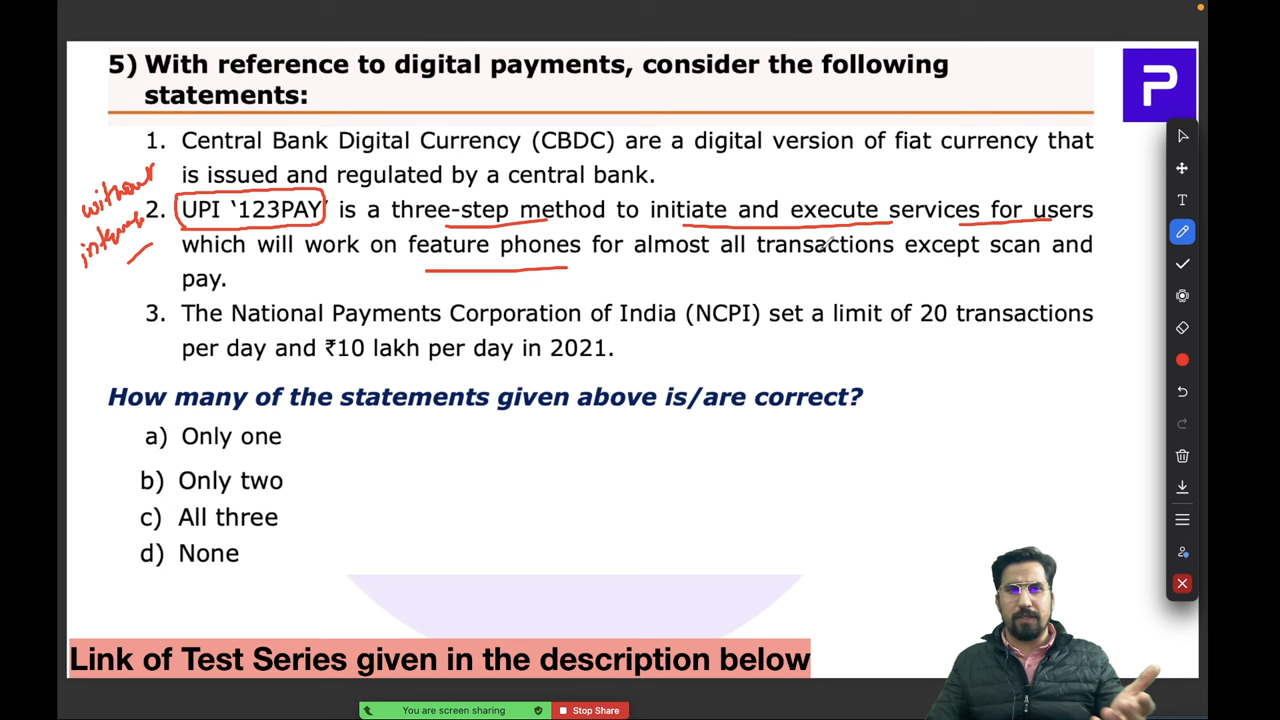 5) With reference to digital payments, consider the following
statements:
1. Central Bank Digital Currency (CBDC) are a digital version of fiat currency that
is issued and regulated by a central bank.
without
2. UPI ‘123PAY’ is a three-step method to initiate and execute services for users
which will work on feature phones for almost all transactions except scan and
pay.
3. The National Payments Corporation of India (NCPI) set a limit of 20 transactions
per day and ₹10 lakh per day in 2021.
How many of the statements given above is/are correct?
a) Only one
b) Only two
c) All three
d) None
Link of Test Series given in the description below
You are screen sharing
Stop Share
P
T